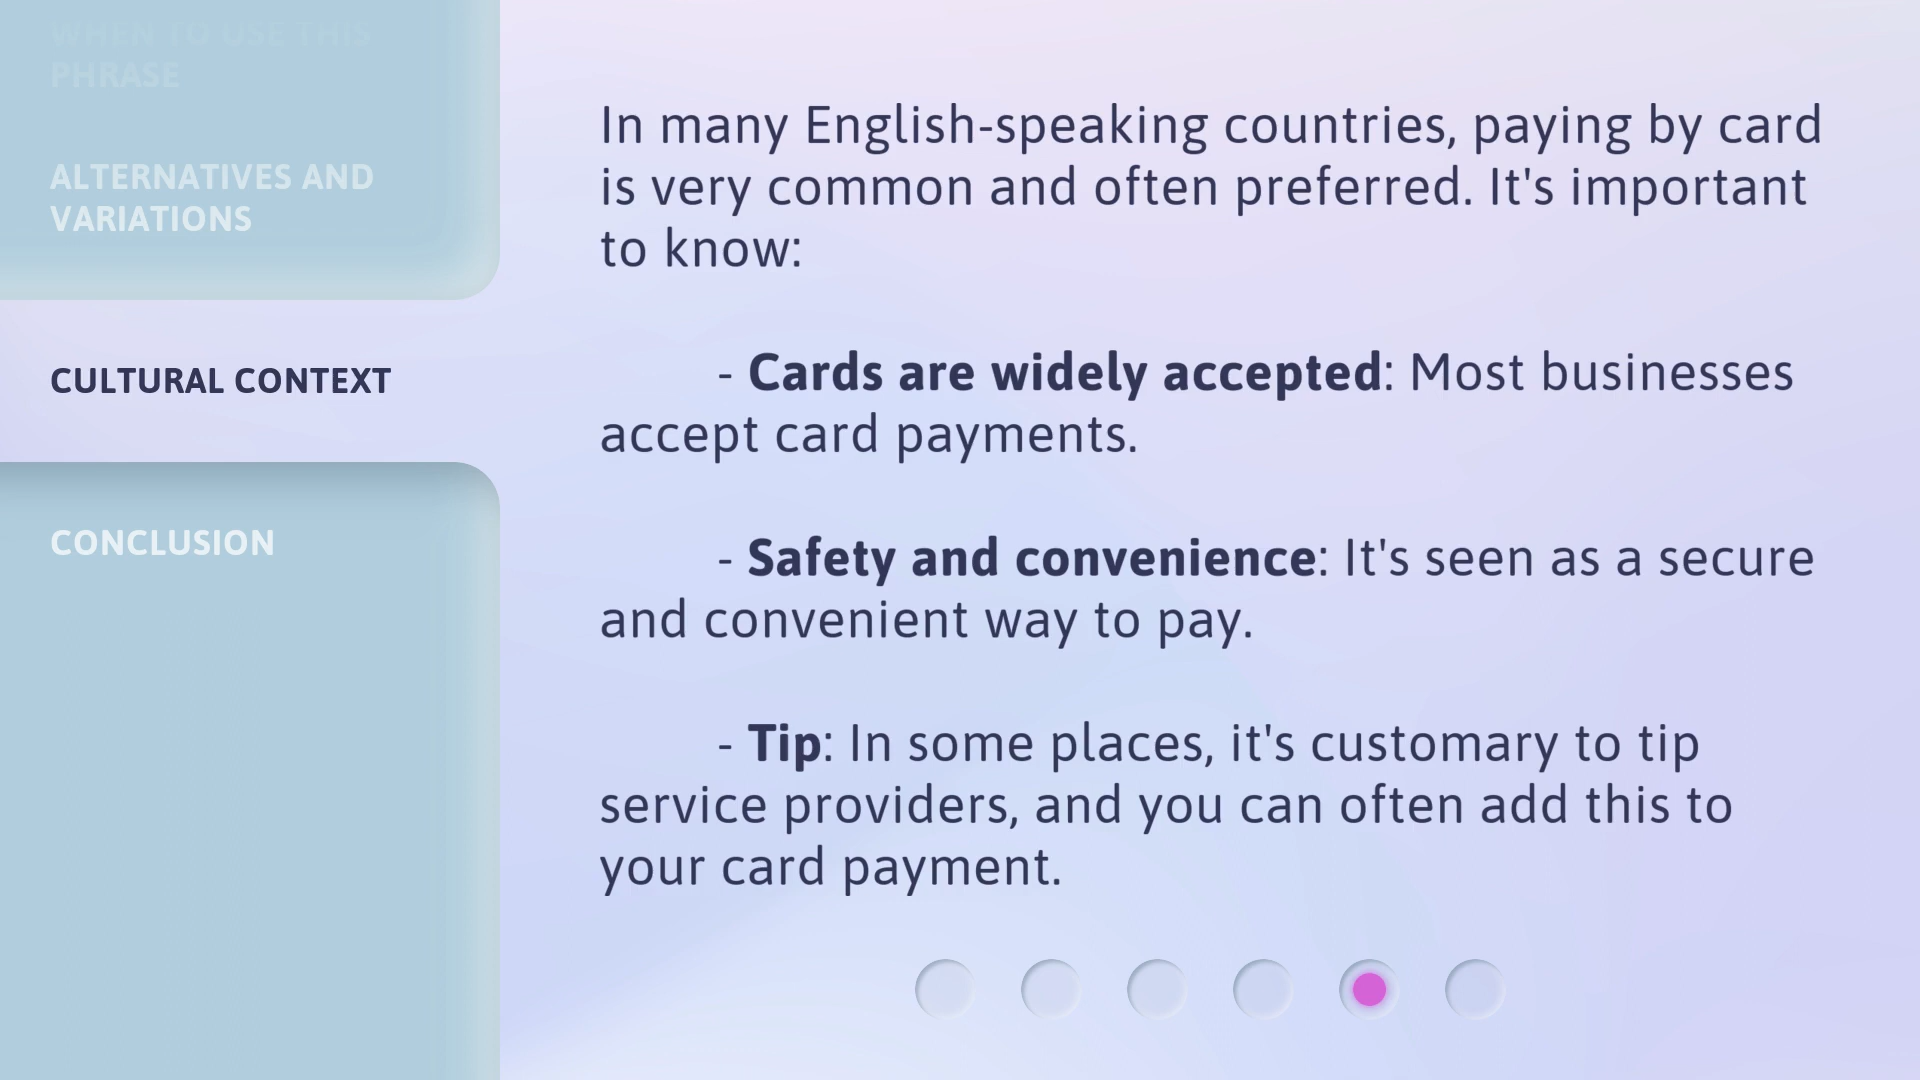 WHEN TO USE THIS
PHRASE
ALTERNATIVES AND
VARIATIONS
CULTURAL CONTEXT
CONCLUSION
In many English-speaking countries, paying by card
is very common and often preferred. It's important
to know:
- Cards are widely accepted: Most businesses
accept card payments.
- Safety and convenience: It's seen as a secure
and convenient way to pay.
- Tip: In some places, it's customary to tip
service providers, and you can often add this to
your card payment.